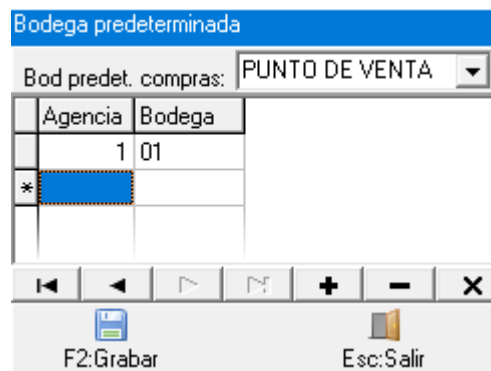 Bodega predeterminada
Bod predet. compras: PUNTO DE VENTA
Agencia Bodega
1 01
*
F2:Grabar Esc:Salir